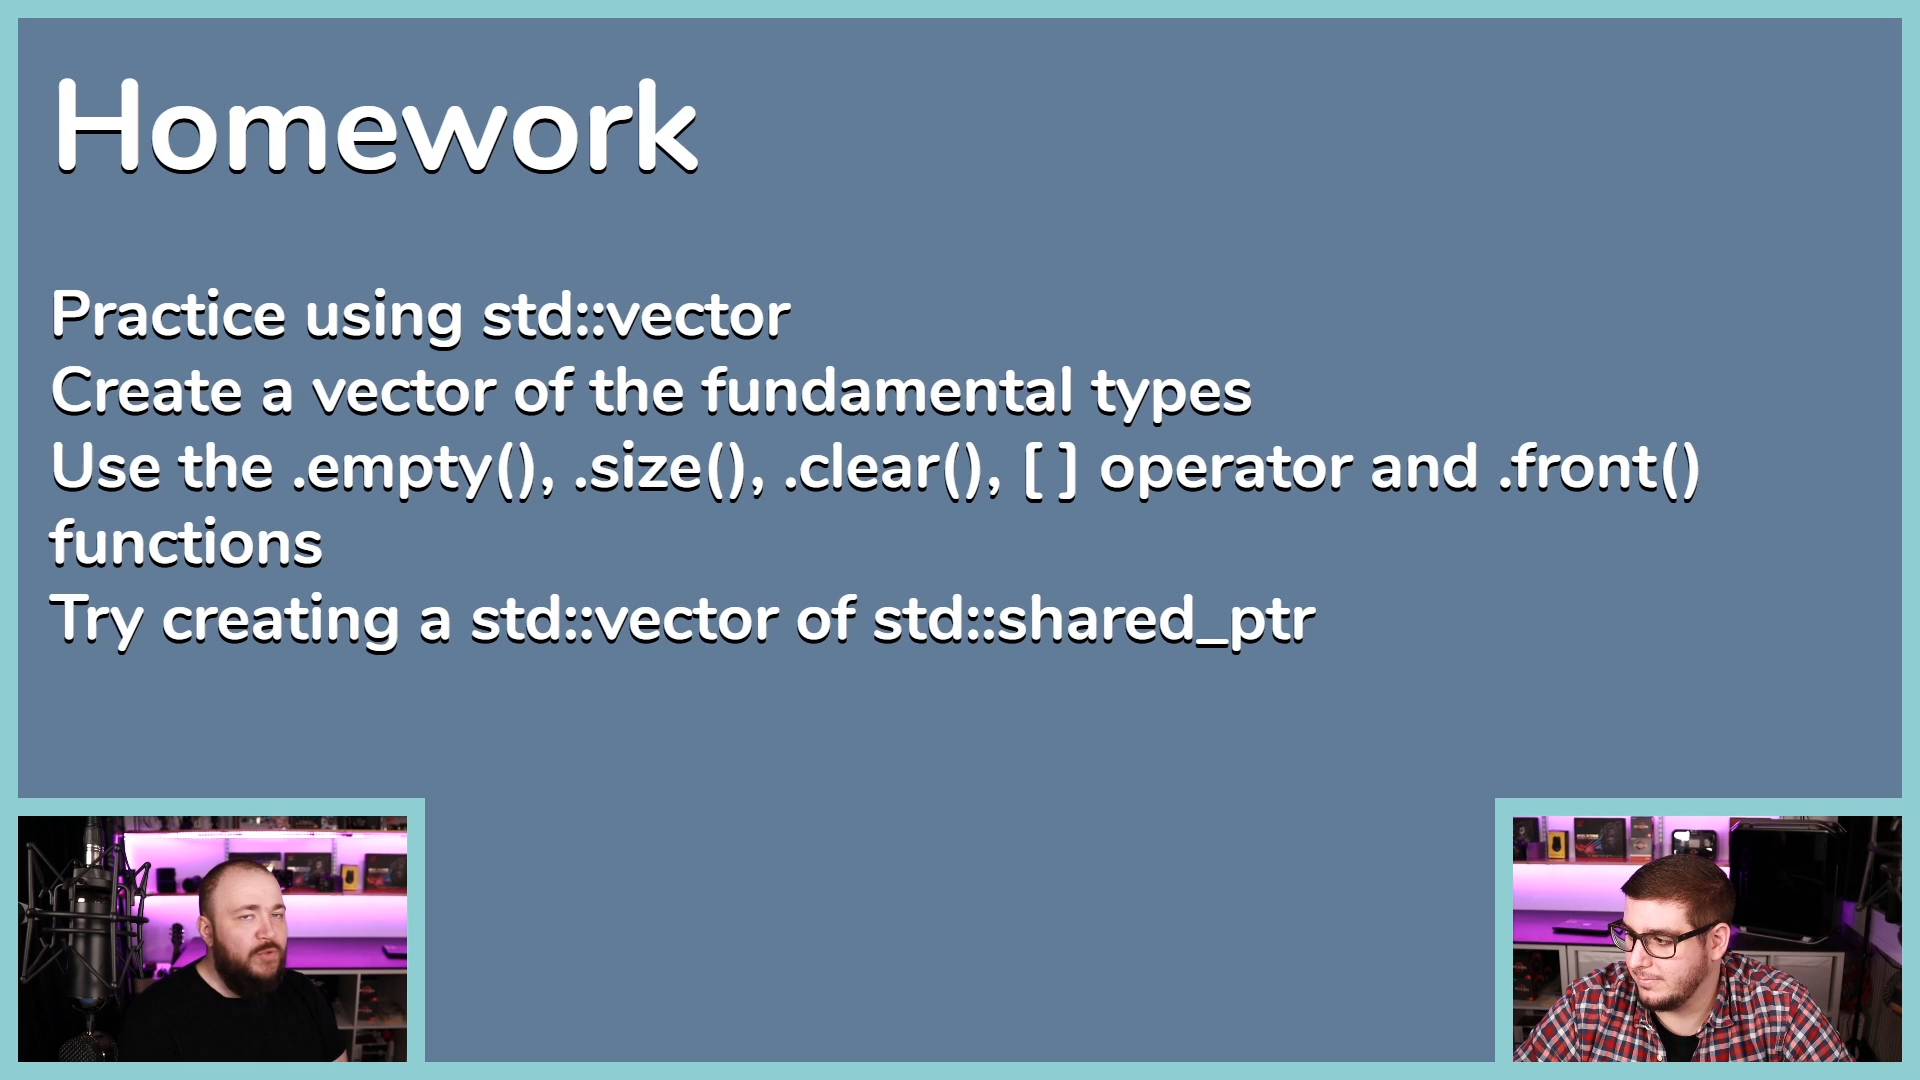 Homework
Practice using std::vector
Create a vector of the fundamental types
Use the .empty(), .size(), .clear(), [ ] operator and .front()
functions
Try creating a std::vector of std::shared_ptr